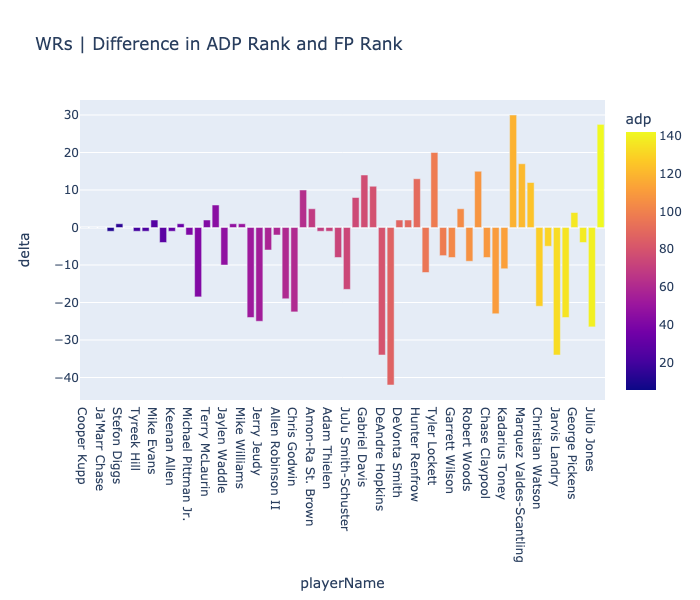 WRs | Difference in ADP Rank and FP Rank
adp
140
120
100
80
60
40
20
delta
30
20
10
0
−10
−20
−30
−40
Cooper Kupp
Ja'Marr Chase
Stefon Diggs
Tyreek Hill
Mike Evans
Keenan Allen
Michael Pittman Jr.
Terry McLaurin
Jaylen Waddle
Mike Williams
Jerry Jeudy
Allen Robinson II
Chris Godwin
Amon-Ra St. Brown
Adam Thielen
JuJu Smith-Schuster
Gabriel Davis
DeAndre Hopkins
DeVonta Smith
Hunter Renfrow
Tyler Lockett
Garrett Wilson
Robert Woods
Chase Claypool
Kadarius Toney
Marquez Valdes-Scantling
Christian Watson
Jarvis Landry
George Pickens
Julio Jones
playerName